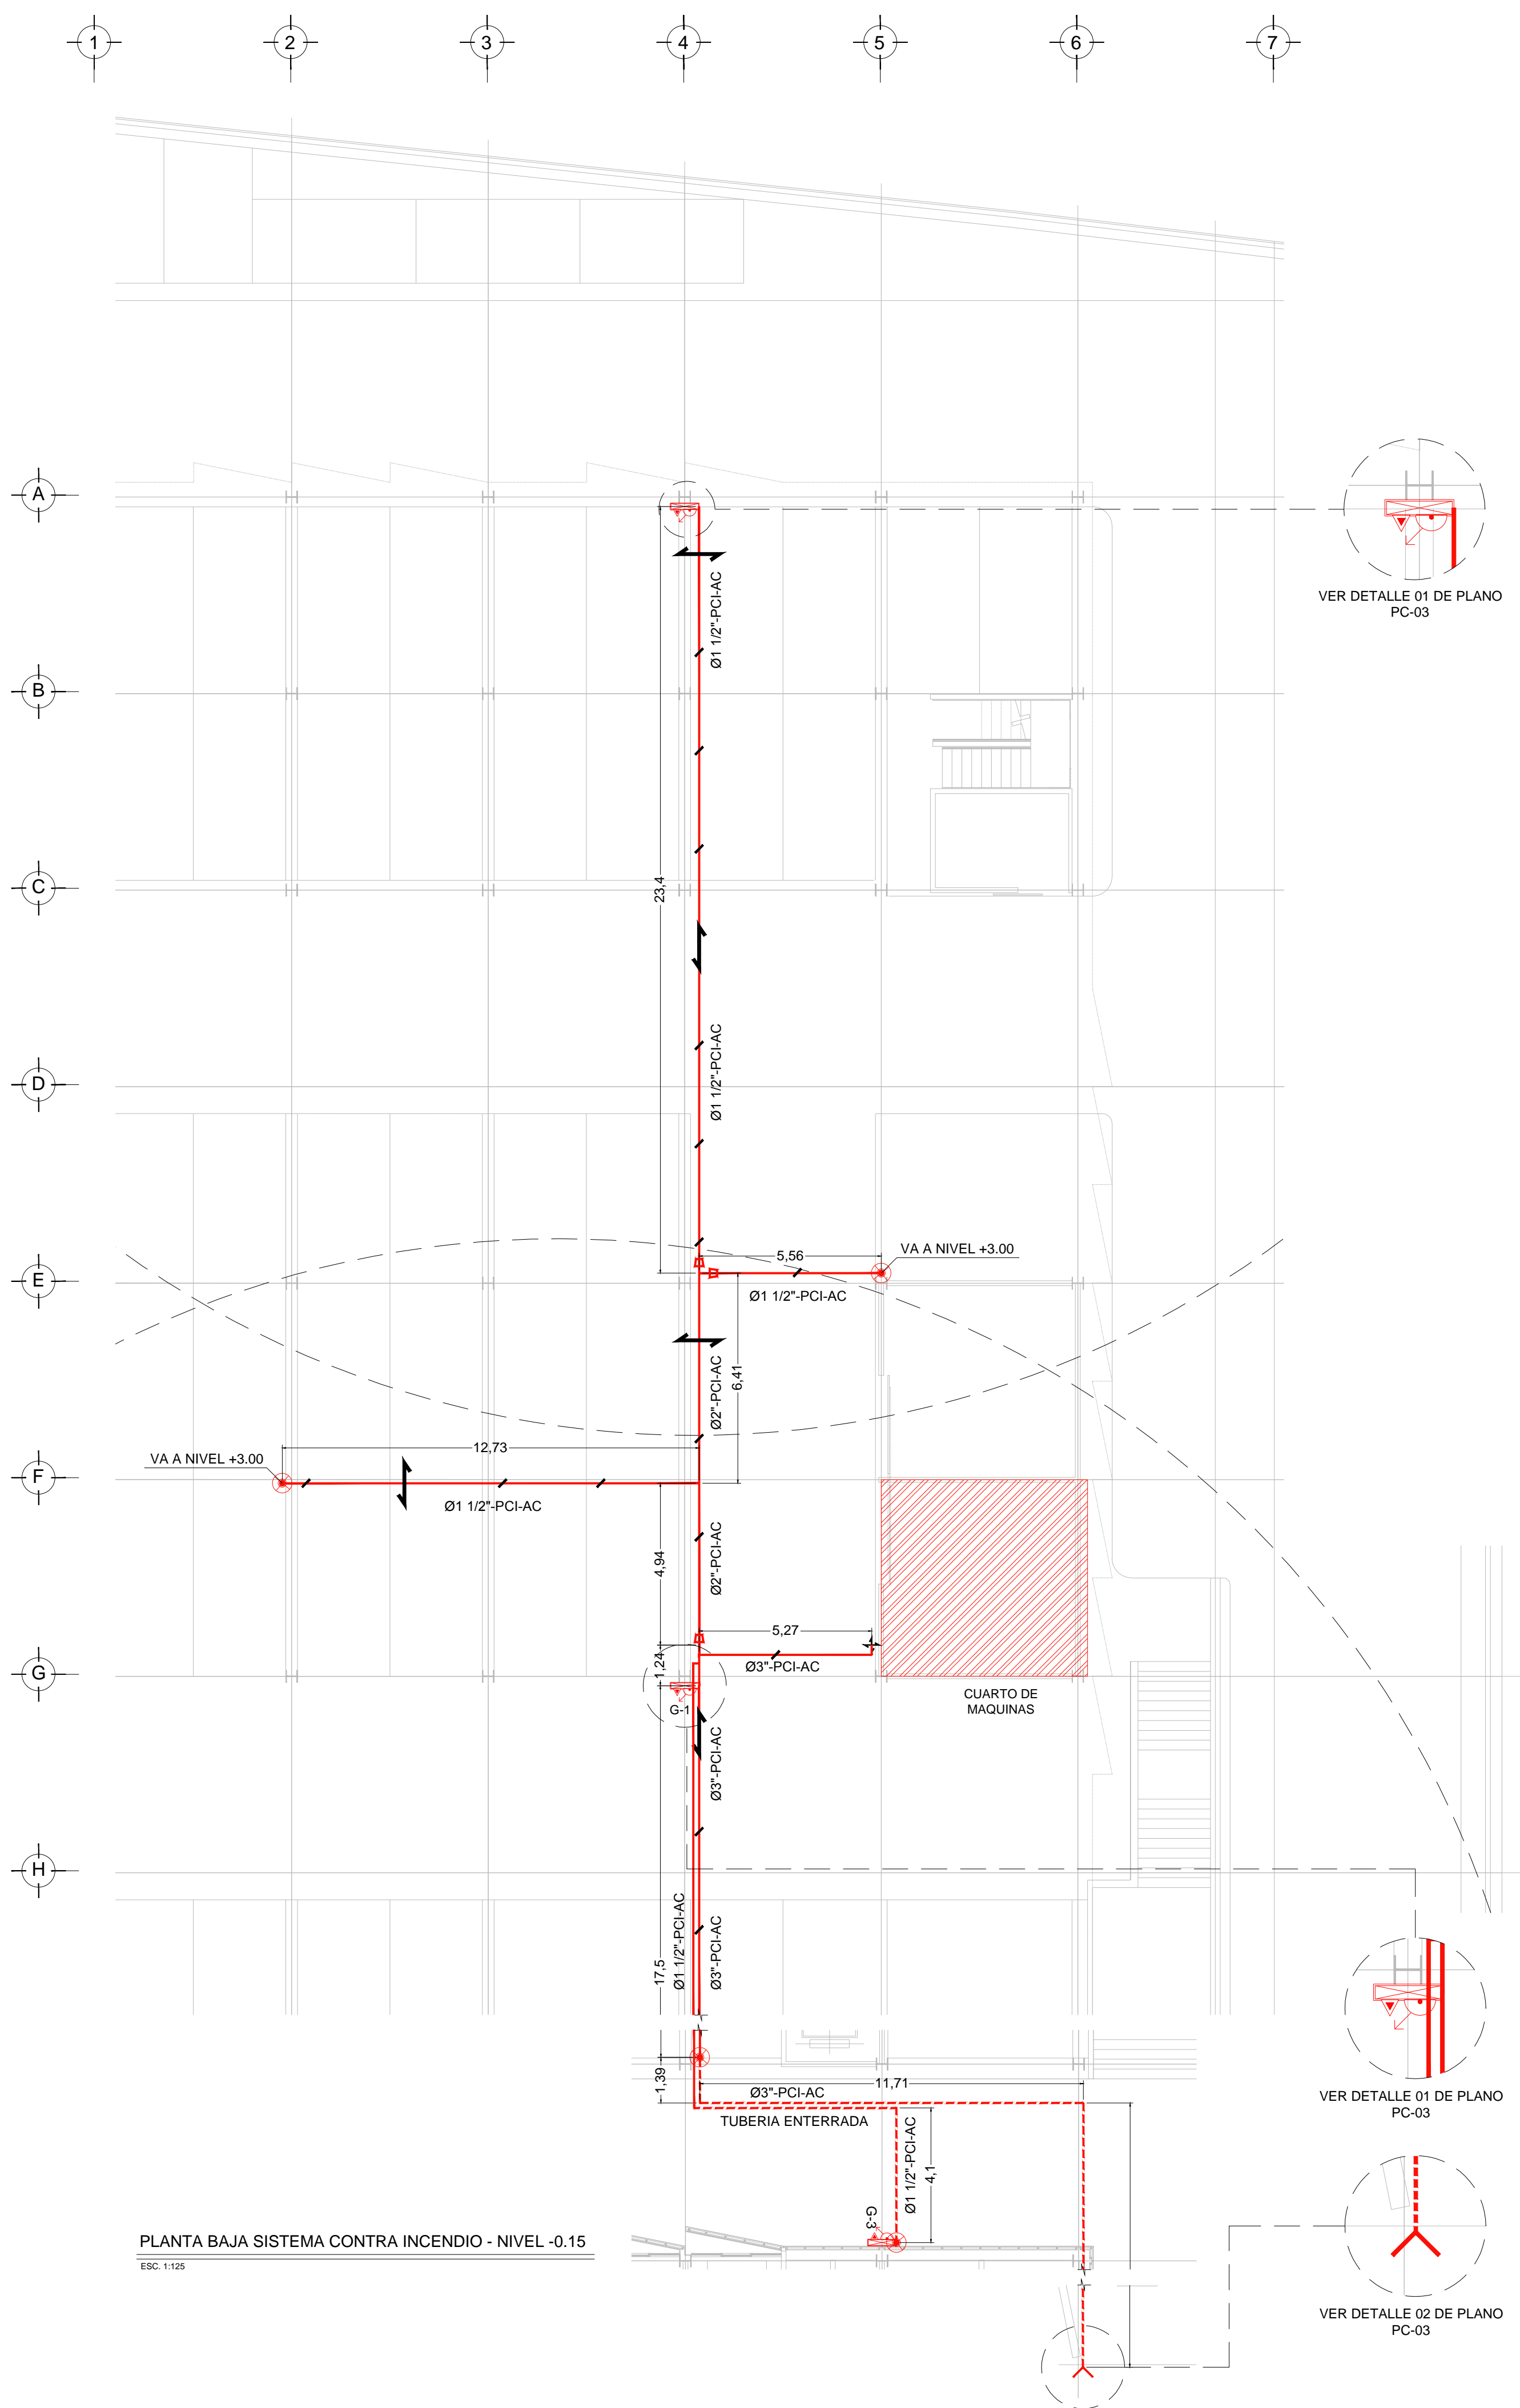 1
2
3
4
5
6
7
A
VER DETALLE 01 DE PLANO
PC-03
Ø1 1/2"-PCI-AC
B
23,4
C
Ø1 1/2"-PCI-AC
D
E
5,56
VA A NIVEL +3.00
Ø1 1/2"-PCI-AC
Ø2"-PCI-AC
6,41
12,73
VA A NIVEL +3.00
F
Ø1 1/2"-PCI-AC
4,94
Ø2"-PCI-AC
5,27
G
1,24
Ø3"-PCI-AC
CUARTO DE
MAQUINAS
G-1
Ø3"-PCI-AC
H
17,5
Ø1 1/2"-PCI-AC
Ø3"-PCI-AC
1,39
11,71
Ø3"-PCI-AC
VER DETALLE 01 DE PLANO
PC-03
TUBERIA ENTERRADA
Ø1 1/2"-PCI-AC
4,1
G-3
PLANTA BAJA SISTEMA CONTRA INCENDIO - NIVEL -0.15
ESC. 1:125
VER DETALLE 02 DE PLANO
PC-03